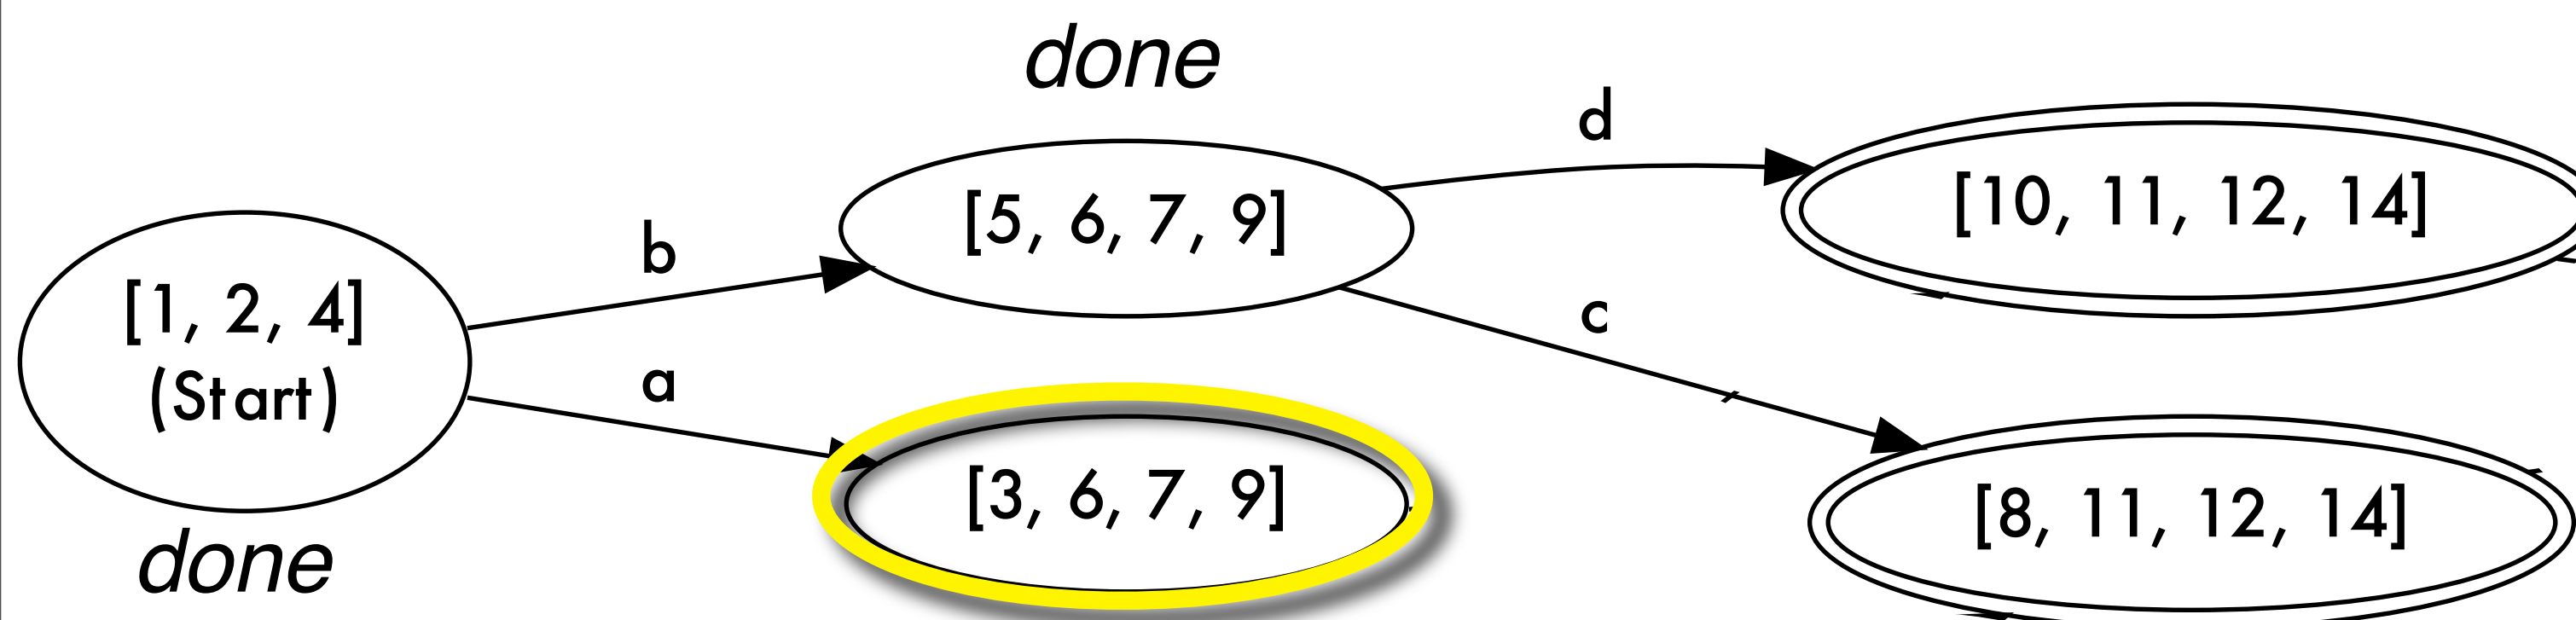 done
d
[10, 11, 12, 14]
[5, 6, 7, 9]
b
[1, 2, 4]
(Start)
c
a
[3, 6, 7, 9]
[8, 11, 12, 14]
done